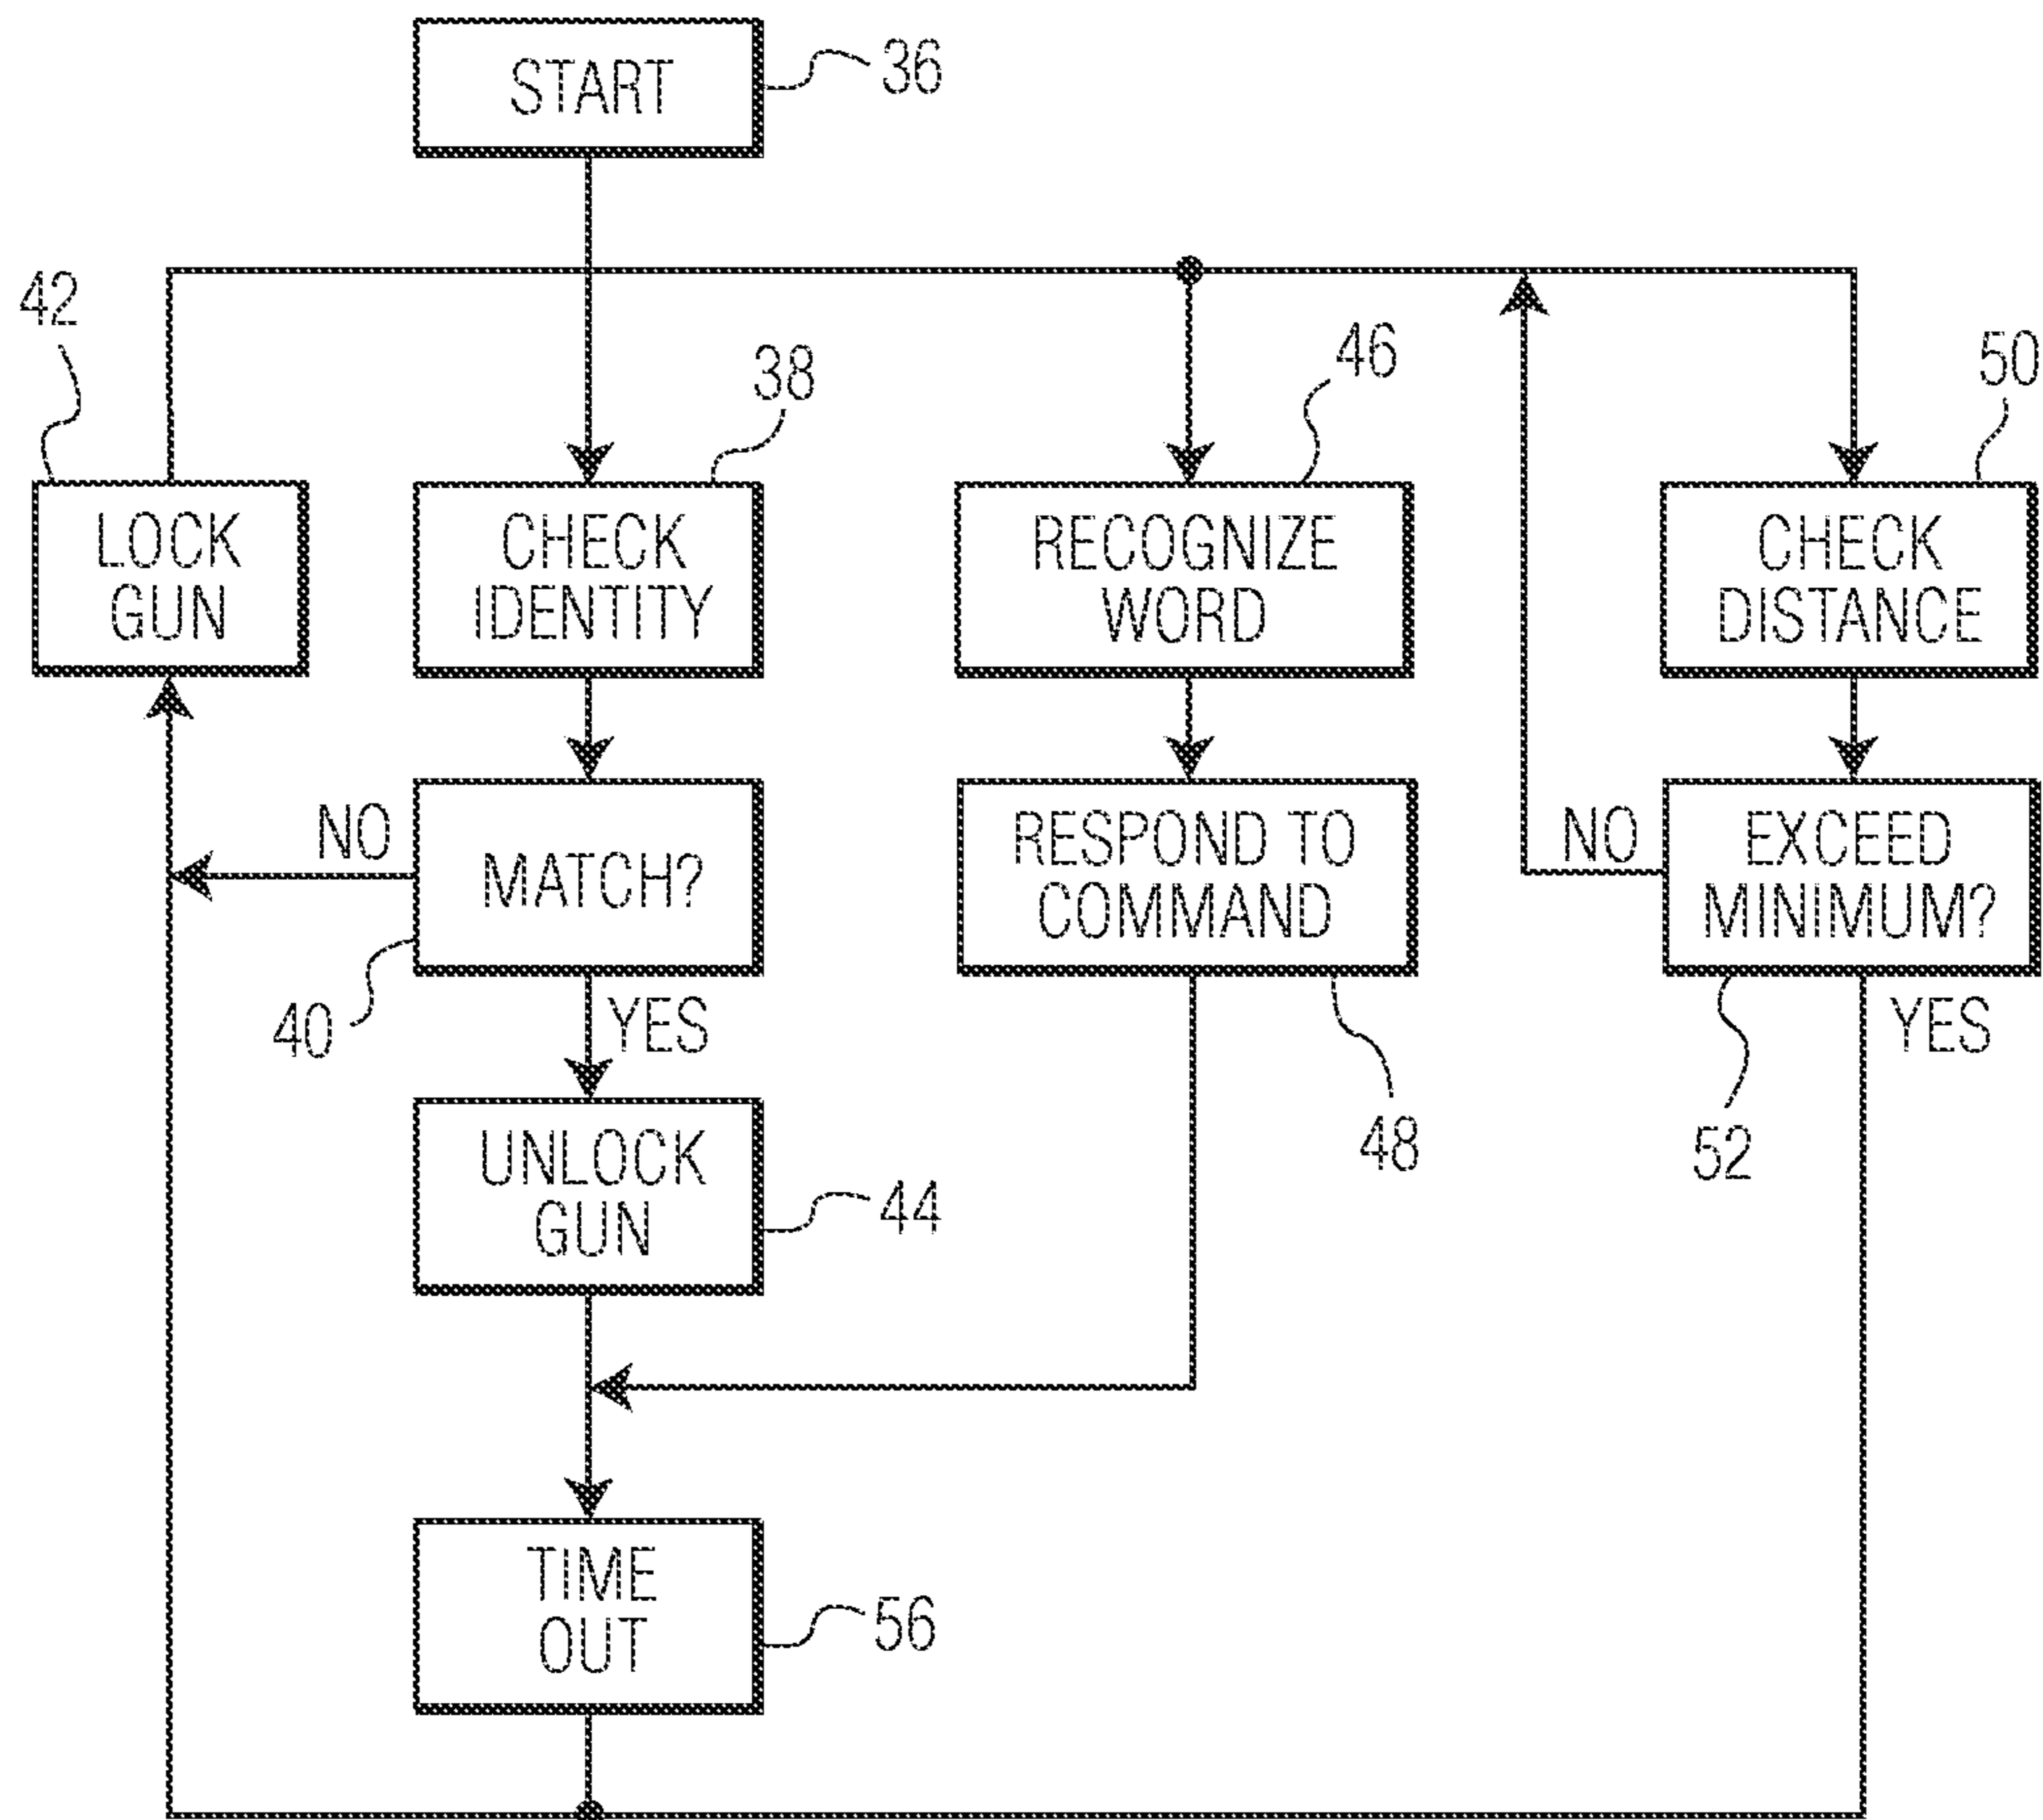 START
36
42
38
46
50
LOCK
GUN
CHECK
IDENTITY
RECOGNIZE
WORD
CHECK
DISTANCE
NO
MATCH?
RESPOND TO
COMMAND
NO
EXCEED
MINIMUM?
40
YES
YES
48
52
UNLOCK
GUN
44
TIME
OUT
56